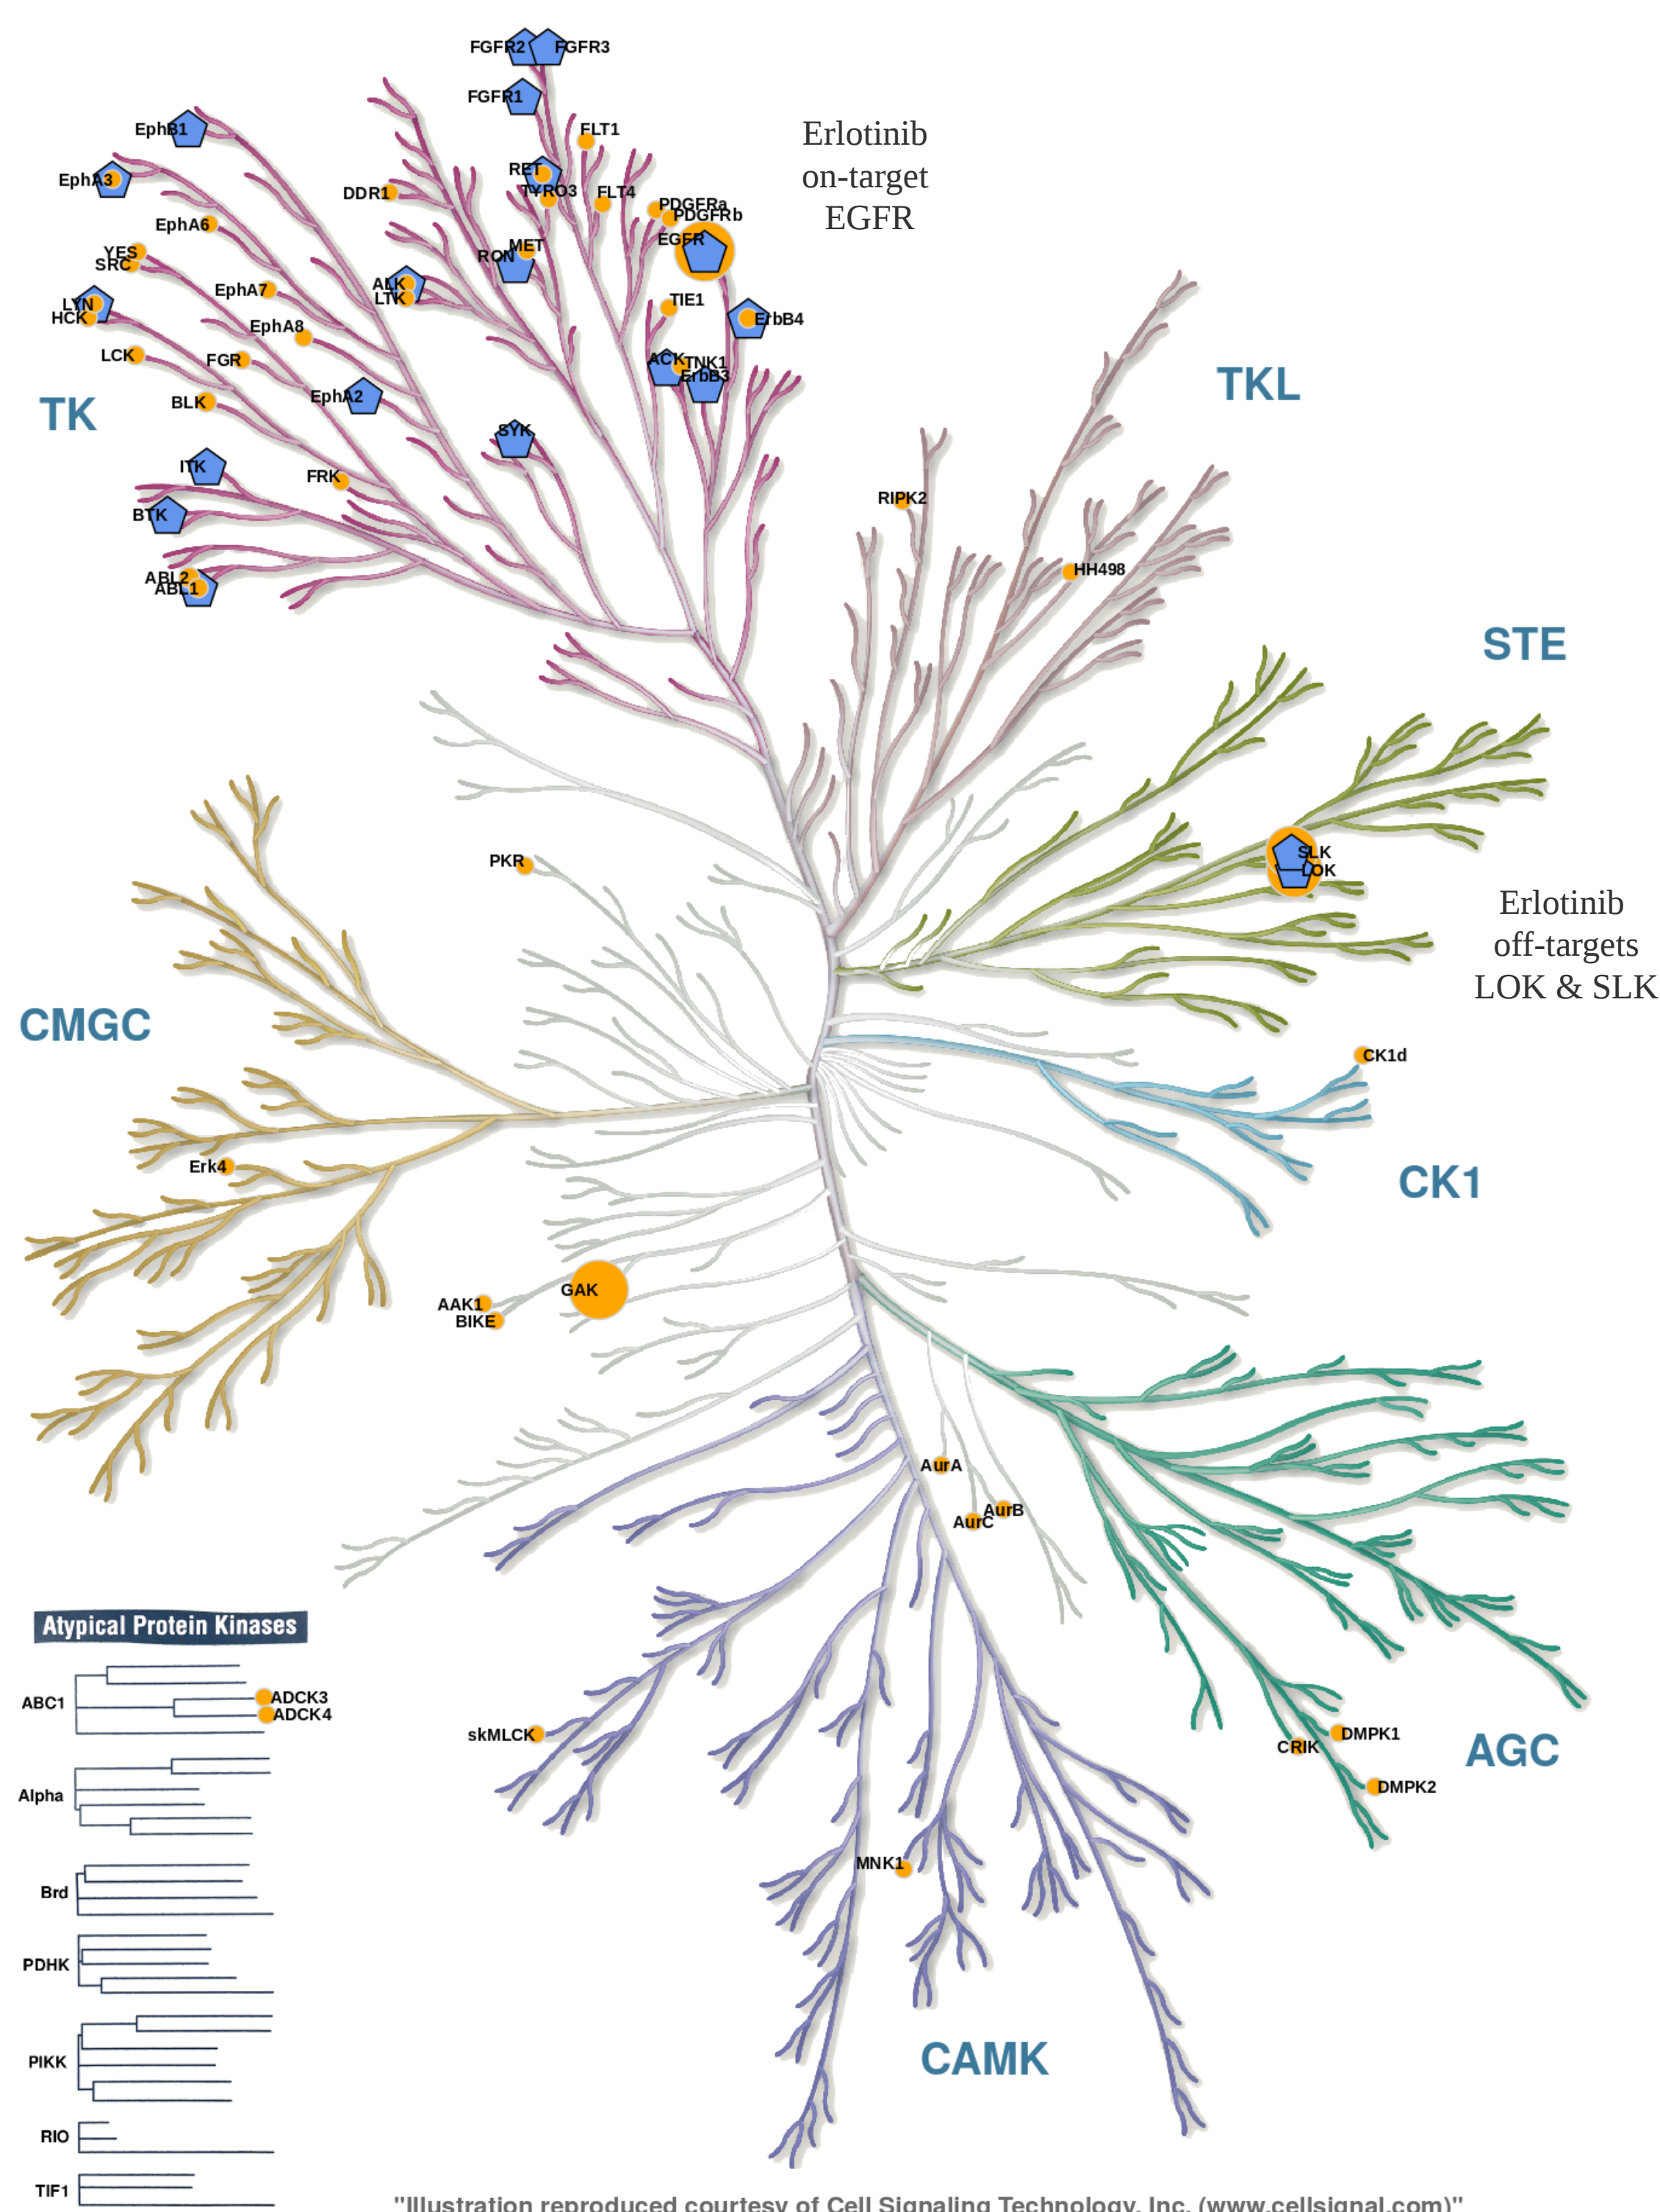 FGFR2
FGFR3
FGFR1
EphB1
FLT1
Erlotinib
on-target
EGFR
EphA3
RET
DDR1
TYRO3
FLT4
PDGFRa
PDGFRb
EphA6
EGFR
YES
SRC
MET
RON
EphA7
ALK
LTK
LYN
HCK
TIE1
ErbB4
EphA8
LCK
FGR
ACK
TNK1
ErbB3
TKL
TK
BLK
EphA2
SYK
ITK
FRK
RIPK2
BTK
HH498
ABL2
ABL1
STE
PKR
SLK
LOK
Erlotinib
off-targets
LOK & SLK
CMGC
CK1d
Erk4
CK1
GAK
AAK1
BIKE
AurA
AurB
AurC
Atypical Protein Kinases
ABC1
ADCK3
ADCK4
skMLCK
DMPK1
CRIK
AGC
DMPK2
Alpha
MNK1
Brd
PDHK
CAMK
PIKK
RIO
TIF1
"Illustration reproduced courtesy of Cell Signaling Technology, Inc. (www.cellsignal.com)"